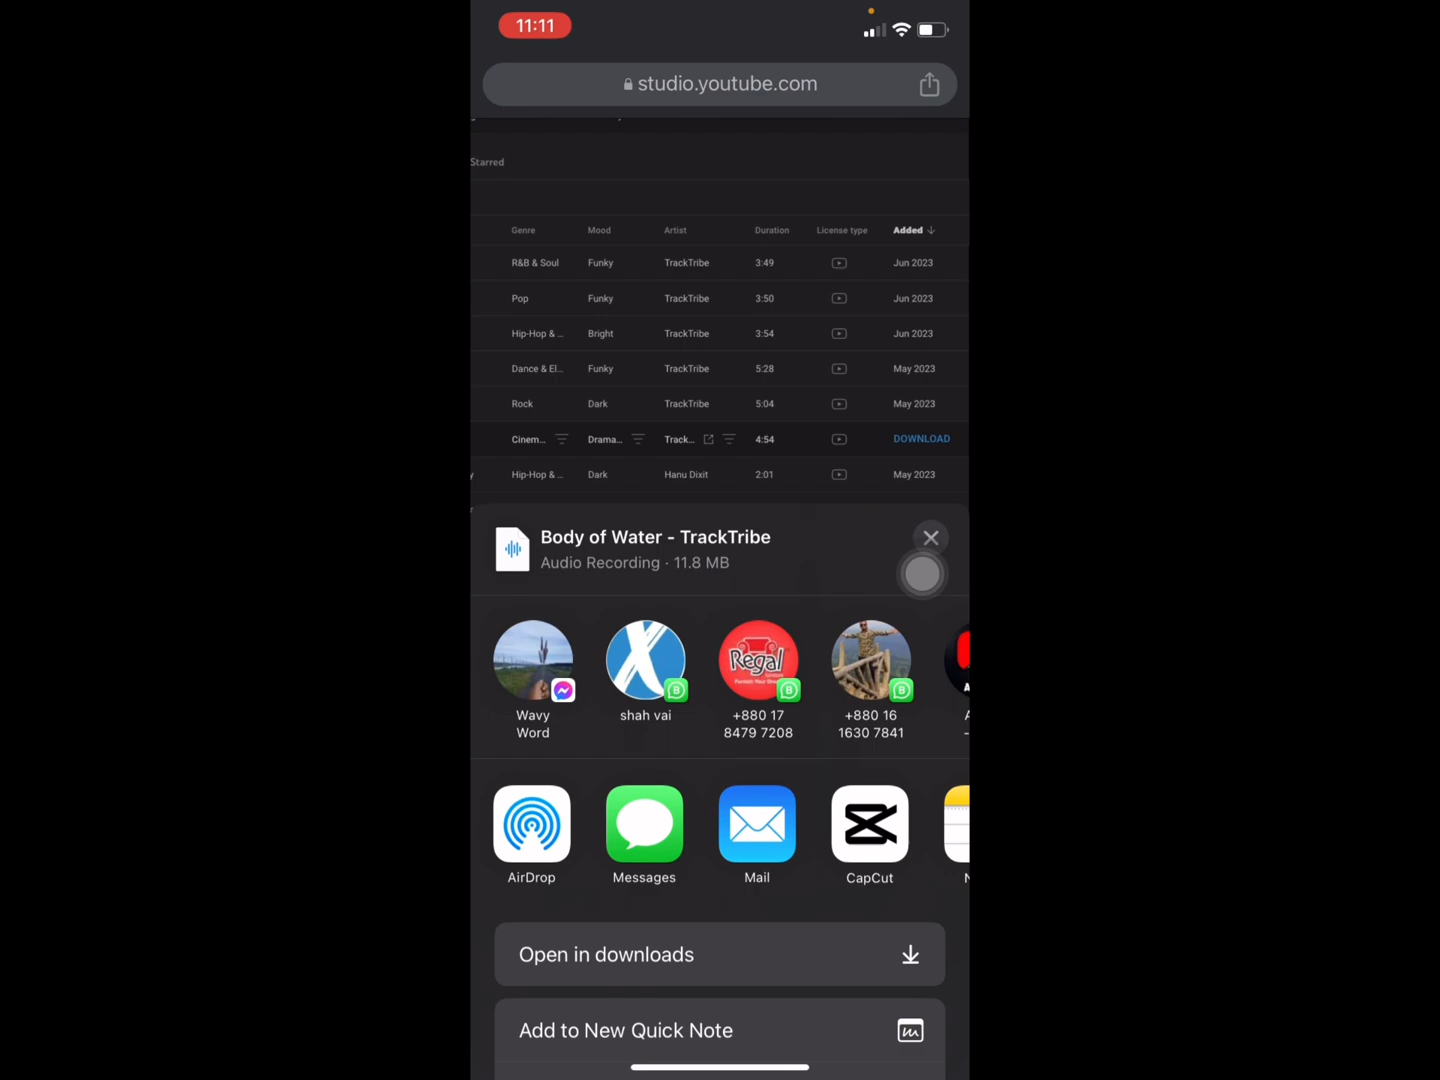 11:11
studio.youtube.com
Starred
Genre Mood Artist Duration License type Added
R&B & Soul Funky TrackTribe 3:49 Jun 2023
Pop Funky TrackTribe 3:50 Jun 2023
Hip-Hop & ... Bright TrackTribe 3:54 Jun 2023
Dance & El... Funky TrackTribe 5:28 May 2023
Rock Dark TrackTribe 5:04 May 2023
Cinem... Drama... Track... 4:54 DOWNLOAD
Hip-Hop & ... Dark Hanu Dixit 2:01 May 2023
Body of Water - TrackTribe
Audio Recording · 11.8 MB
Regal
Wavy Word
shah vai
+880 17 8479 7208
+880 16 1630 7841
AirDrop Messages Mail CapCut
Open in downloads
Add to New Quick Note